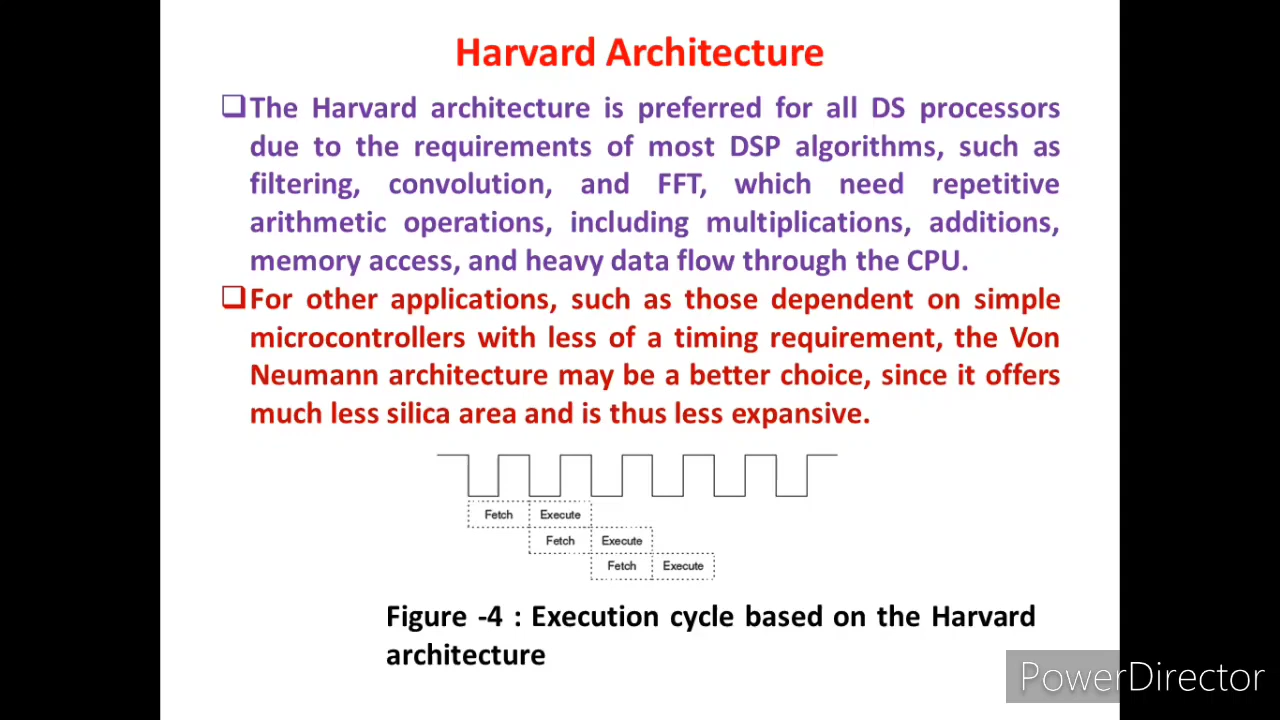 Harvard Architecture
❑The Harvard architecture is preferred for all DS processors
due to the requirements of most DSP algorithms, such as
filtering, convolution, and FFT, which need repetitive
arithmetic operations, including multiplications, additions,
memory access, and heavy data flow through the CPU.
❑For other applications, such as those dependent on simple
microcontrollers with less of a timing requirement, the Von
Neumann architecture may be a better choice, since it offers
much less silica area and is thus less expansive.
Fetch Execute
Fetch Execute
Fetch Execute
Figure -4 : Execution cycle based on the Harvard
architecture
PowerDirector